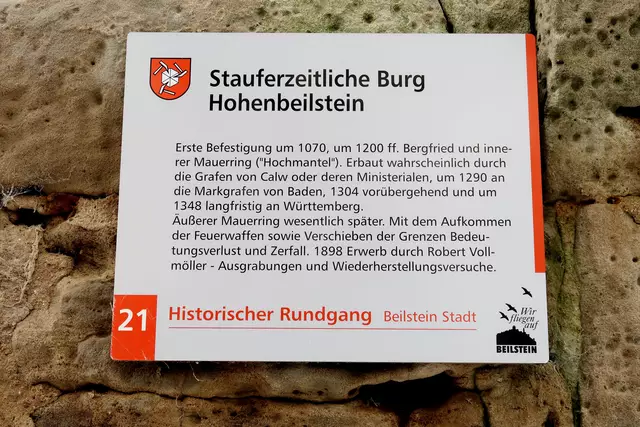 Stauferzeitliche Burg
Hohenbeilstein
Erste Befestigung um 1070, um 1200 ff. Bergfried und inne-
rer Mauerring ("Hochmantel"). Erbaut wahrscheinlich durch
die Grafen von Calw oder deren Ministerialen, um 1290 an
die Markgrafen von Baden, 1304 vorübergehend und um
1348 langfristig an Württemberg.
Äußerer Mauerring wesentlich später. Mit dem Aufkommen
der Feuerwaffen sowie Verschieben der Grenzen Bedeu-
tungsverlust und Zerfall. 1898 Erwerb durch Robert Voll-
möller - Ausgrabungen und Wiederherstellungsversuche.
21 Historischer Rundgang Beilstein Stadt
Wir
fliegen
auf
BEILSTEIN